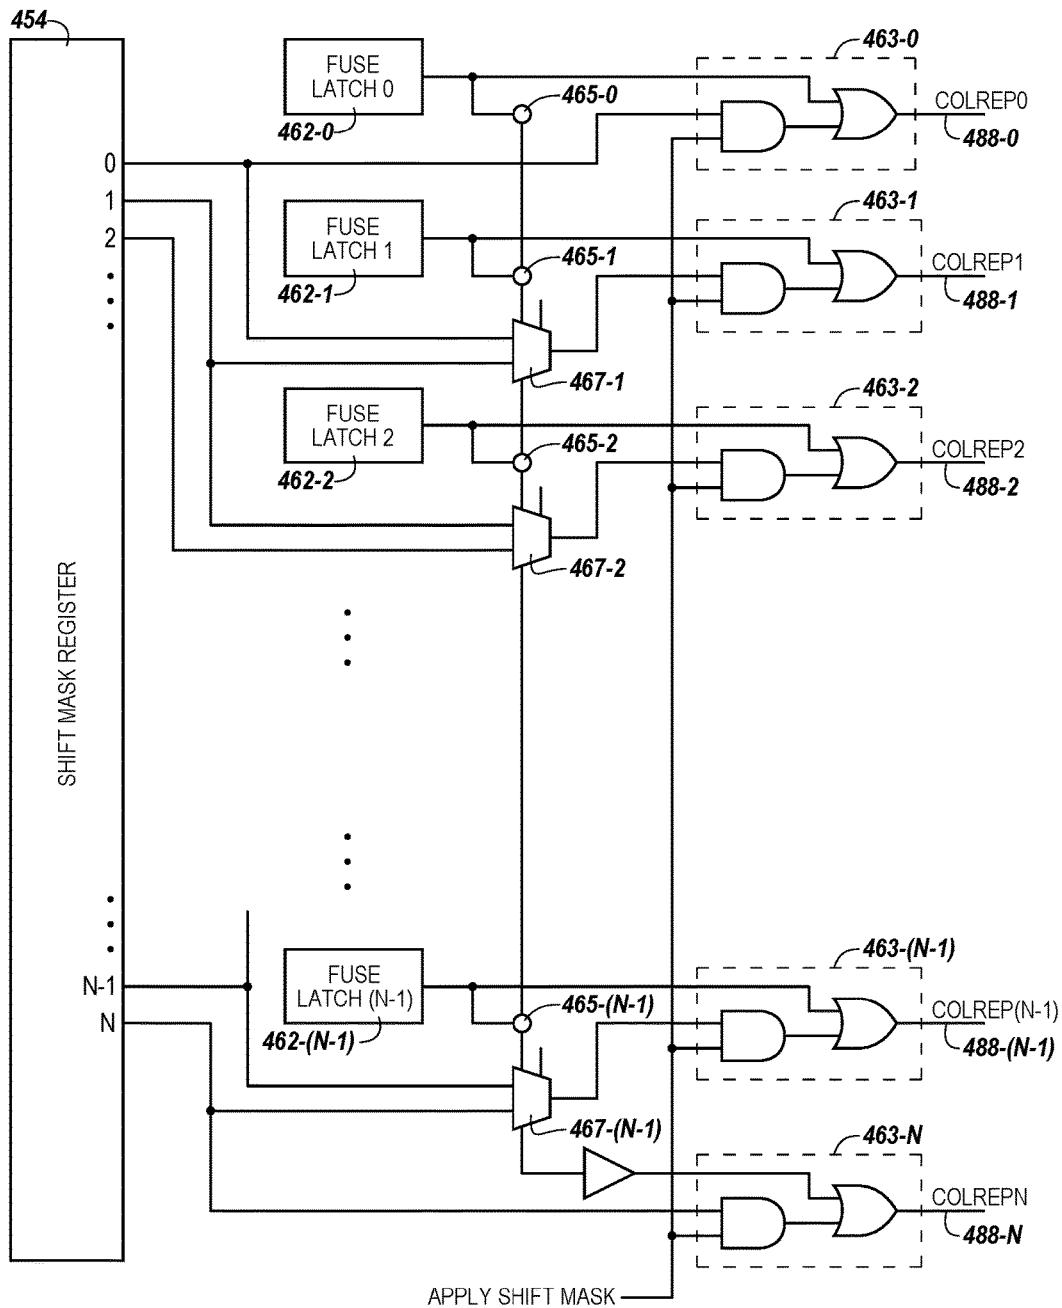 454
463-0
FUSE
LATCH 0
465-0
462-0
COLREP0
488-0
0
1
2
463-1
FUSE
LATCH 1
465-1
462-1
COLREP1
488-1
467-1
463-2
FUSE
LATCH 2
465-2
462-2
COLREP2
488-2
467-2
SHIFT MASK REGISTER
N-1
N
463-(N-1)
FUSE
LATCH (N-1)
465-(N-1)
462-(N-1)
COLREP(N-1)
488-(N-1)
467-(N-1)
463-N
COLREPN
488-N
APPLY SHIFT MASK